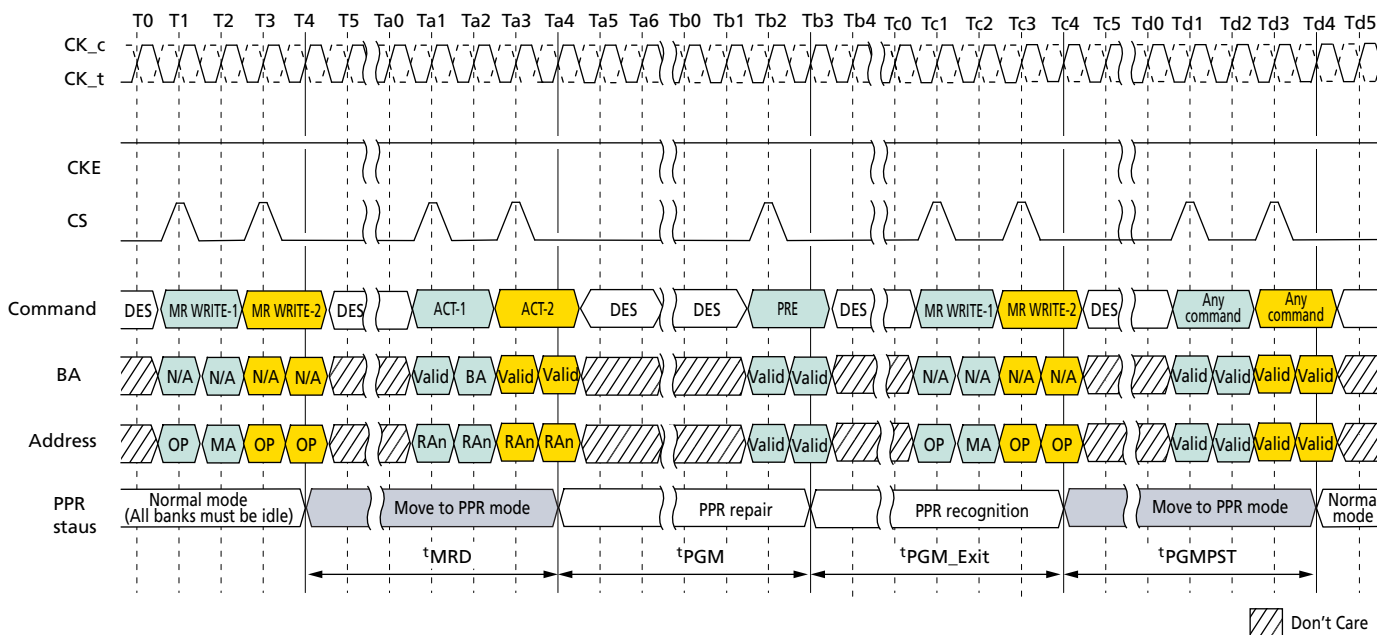 T0 T1 T2 T3 T4 T5 Ta0 Ta1 Ta2 Ta3 Ta4 Ta5 Ta6 Tb0 Tb1 Tb2 Tb3 Tb4 Tc0 Tc1 Tc2 Tc3 Tc4 Tc5 Td0 Td1 Td2 Td3 Td4 Td5
CK_c
CK_t
CKE
CS
Command DES MR WRITE-1 MR WRITE-2 DES ACT-1 ACT-2 DES DES PRE DES MR WRITE-1 MR WRITE-2 DES Any command Any command
BA N/A N/A N/A N/A Valid BA Valid Valid Valid Valid N/A N/A N/A N/A Valid Valid Valid Valid
Address OP MA OP OP RAn RAn RAn RAn Valid Valid OP MA OP OP Valid Valid Valid Valid
PPR staus Normal mode (All banks must be idle) Move to PPR mode PPR repair PPR recognition Move to PPR mode Norma mode
tMRD tPGM tPGM_Exit tPGMPST
Don't Care